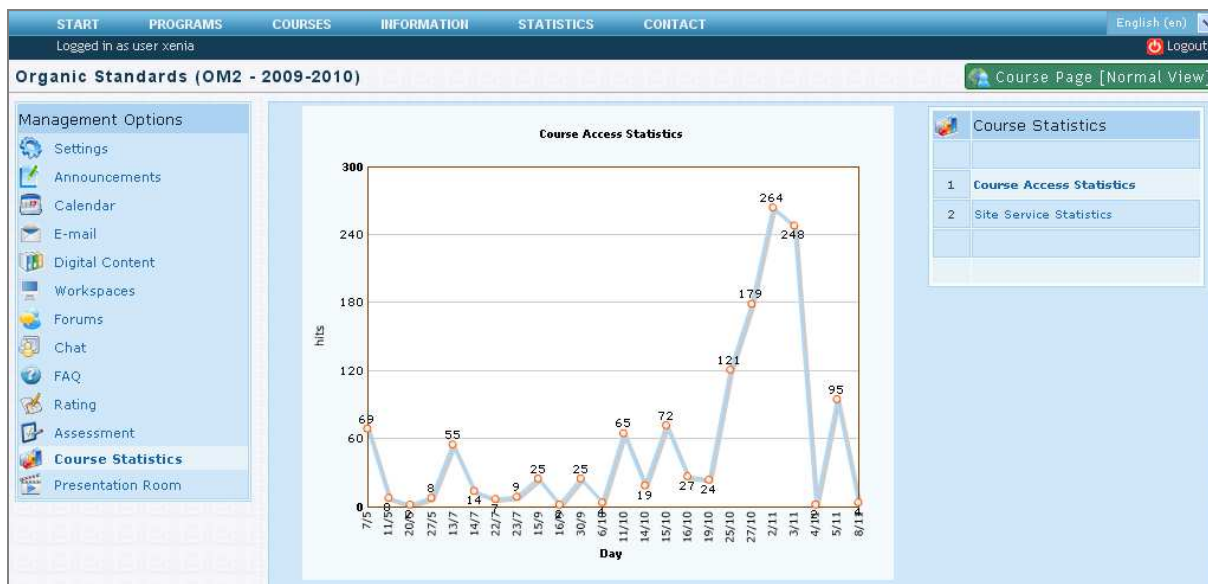 START PROGRAMS COURSES INFORMATION STATISTICS CONTACT English (en)
Logged in as user xenia Logout
Organic Standards (OM2 - 2009-2010) Course Page [Normal View]
Management Options
Settings
Announcements
Calendar
E-mail
Digital Content
Workspaces
Forums
Chat
FAQ
Rating
Assessment
Course Statistics
Presentation Room
Course Access Statistics
300
240
180
120
60
0
hits
69
8
8
55
14
7
9
25
25
65
19
72
27
24
121
179
264
248
2
95
4
7/5
11/5
20/5
27/5
13/7
14/7
22/7
23/7
15/9
16/9
30/9
6/10
11/10
14/10
15/10
16/10
19/10
25/10
27/10
2/11
3/11
4/11
5/11
8/11
Day
Course Statistics
1 Course Access Statistics
2 Site Service Statistics